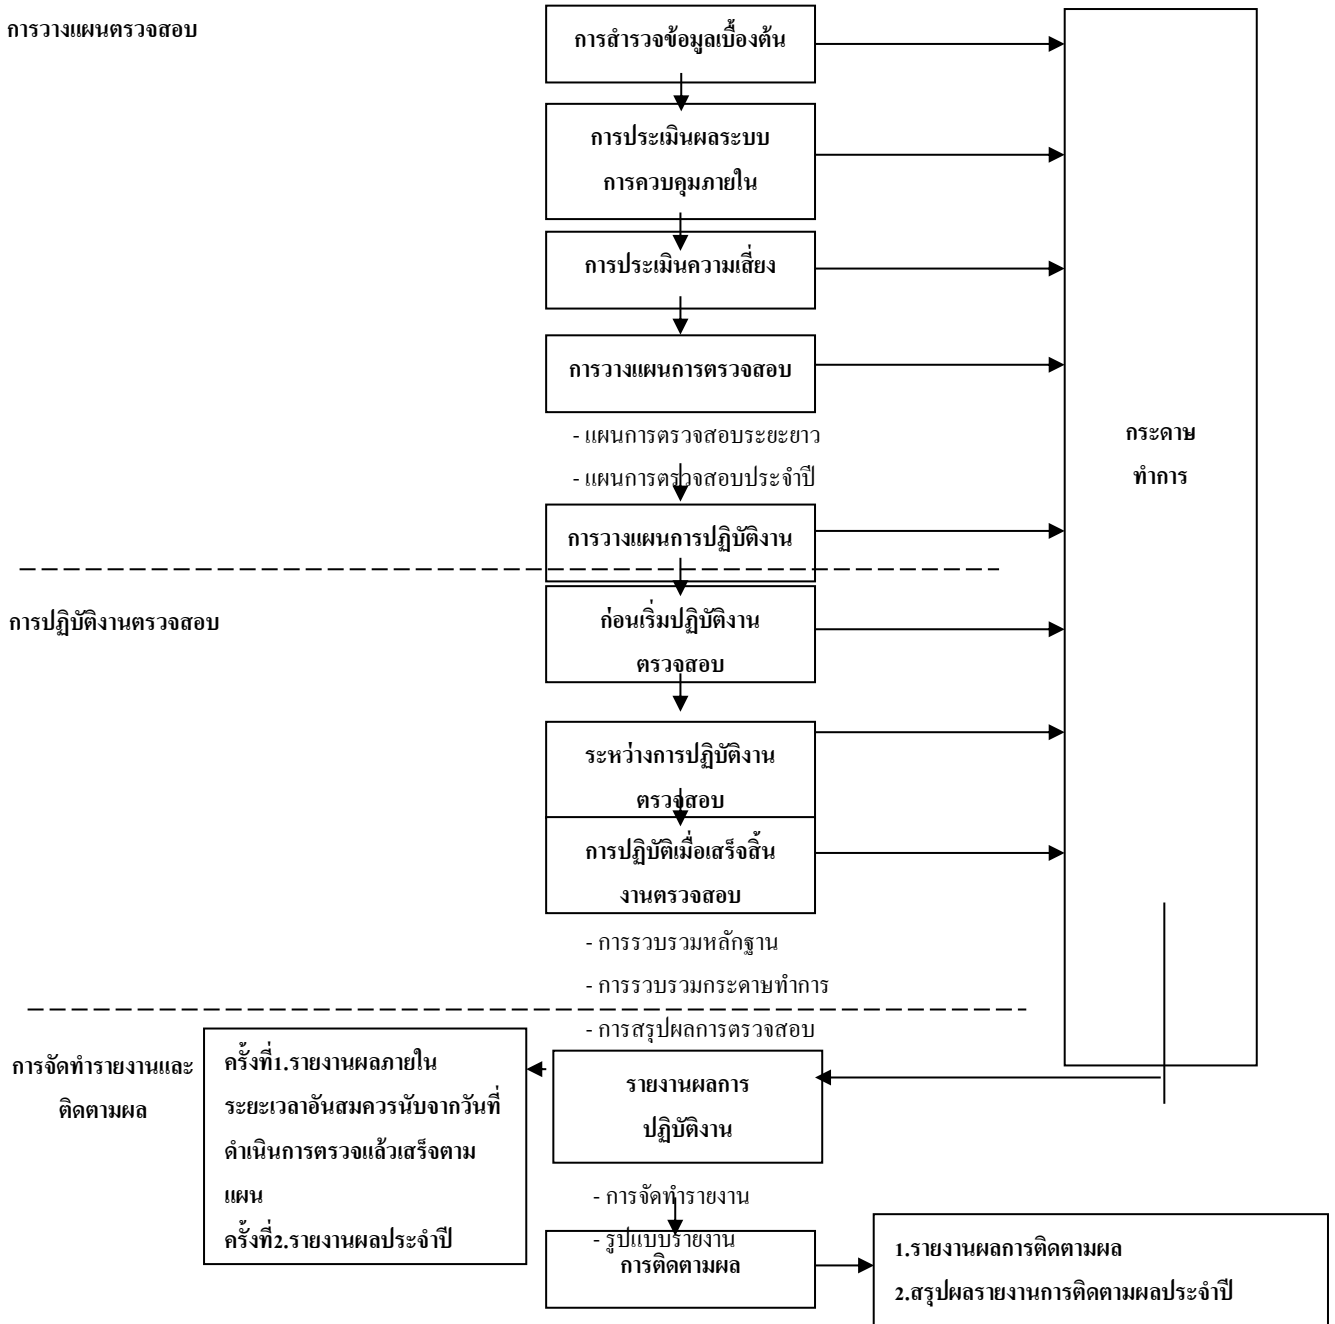 การวางแผนตรวจสอบ
การสำรวจข้อมูลเบื้องต้น
การประเมินผลระบบ
การควบคุมภายใน
การประเมินความเสี่ยง
การวางแผนการตรวจสอบ
- แผนการตรวจสอบระยะยาว
- แผนการตรวจสอบประจำปี
กระดาษ
ทำการ
การวางแผนการปฏิบัติงาน
การปฏิบัติงานตรวจสอบ
ก่อนเริ่มปฏิบัติงาน
ตรวจสอบ
ระหว่างการปฏิบัติงาน
ตรวจสอบ
การปฏิบัติเมื่อเสร็จสิ้น
งานตรวจสอบ
- การรวบรวมหลักฐาน
- การรวบรวมกระดาษทำการ
- การสรุปผลการตรวจสอบ
การจัดทำรายงานและ
ติดตามผล
ครั้งที่1.รายงานผลภายใน
ระยะเวลาอันสมควรนับจากวันที่
ดำเนินการตรวจแล้วเสร็จตาม
แผน
ครั้งที่2.รายงานผลประจำปี
รายงานผลการ
ปฏิบัติงาน
- การจัดทำรายงาน
- รูปแบบรายงาน
การติดตามผล
1.รายงานผลการติดตามผล
2.สรุปผลรายงานการติดตามผลประจำปี